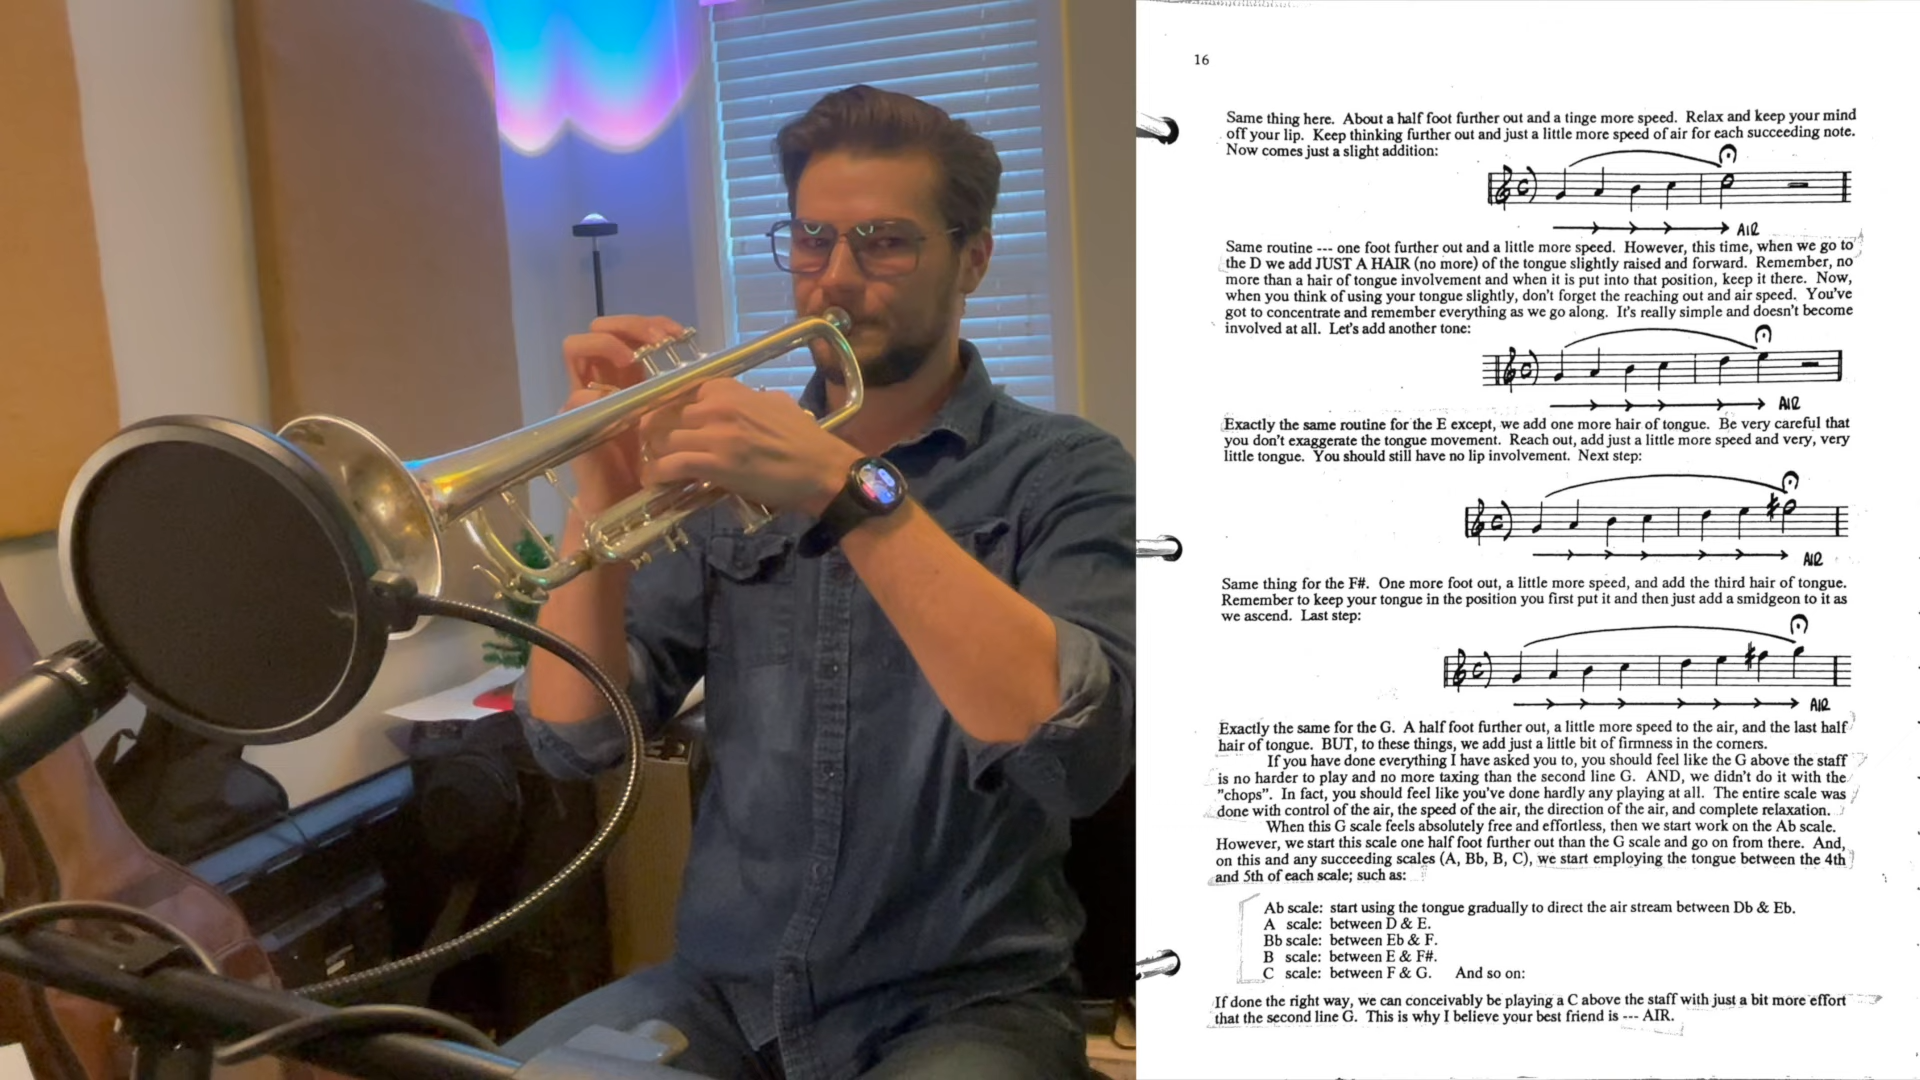 16
Same thing here. About a half foot further out and a tinge more speed. Relax and keep your mind
off your lip. Keep thinking further out and just a little more speed of air for each succeeding note.
Now comes just a slight addition:
AIR
Same routine --- one foot further out and a little more speed. However, this time, when we go to
the D we add JUST A HAIR (no more) of the tongue slightly raised and forward. Remember, no
more than a hair of tongue involvement and when it is put into that position, keep it there. Now,
when you think of using your tongue slightly, don't forget the reaching out and air speed. You've
got to concentrate and remember everything as we go along. It's really simple and doesn't become
involved at all. Let's add another tone:
AIR
Exactly the same routine for the E except, we add one more hair of tongue. Be very careful that
you don't exaggerate the tongue movement. Reach out, add just a little more speed and very, very
little tongue. You should still have no lip involvement. Next step:
AIR
Same thing for the F#. One more foot out, a little more speed, and add the third hair of tongue.
Remember to keep your tongue in the position you first put it and then just add a smidgeon to it as
we ascend. Last step:
AIR
Exactly the same for the G. A half foot further out, a little more speed to the air, and the last half
hair of tongue. BUT, to these things, we add just a little bit of firmness in the corners.
If you have done everything I have asked you to, you should feel like the G above the staff
is no harder to play and no more taxing than the second line G. AND, we didn't do it with the
"chops". In fact, you should feel like you've done hardly any playing at all. The entire scale was
done with control of the air, the speed of the air, the direction of the air, and complete relaxation.
When this G scale feels absolutely free and effortless, then we start work on the Ab scale.
However, we start this scale one half foot further out than the G scale and go on from there. And,
on this and any succeeding scales (A, Bb, B, C), we start employing the tongue between the 4th
and 5th of each scale; such as:
Ab scale: start using the tongue gradually to direct the air stream between Db & Eb.
A scale: between D & E.
Bb scale: between Eb & F.
B scale: between E & F#.
C scale: between F & G. And so on:
If done the right way, we can conceivably be playing a C above the staff with just a bit more effort
that the second line G. This is why I believe your best friend is --- AIR.